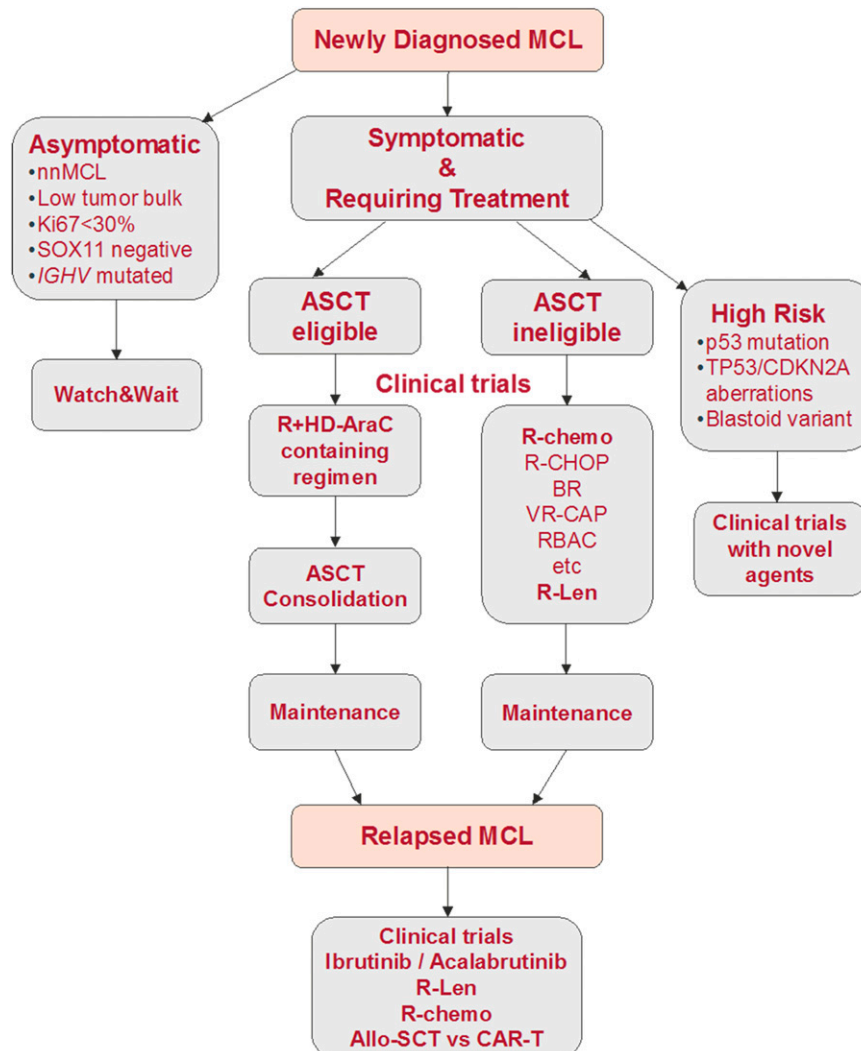 Newly Diagnosed MCL
Asymptomatic
•nnMCL
•Low tumor bulk
•Ki67<30%
•SOX11 negative
•IGHV mutated
Watch&Wait
Symptomatic
&
Requiring Treatment
ASCT
eligible
ASCT
ineligible
High Risk
•p53 mutation
•TP53/CDKN2A
aberrations
•Blastoid variant
Clinical trials
R+HD-AraC
containing
regimen
R-chemo
R-CHOP
BR
VR-CAP
RBAC
etc
R-Len
Clinical trials
with novel
agents
ASCT
Consolidation
Maintenance
Maintenance
Relapsed MCL
Clinical trials
Ibrutinib / Acalabrutinib
R-Len
R-chemo
Allo-SCT vs CAR-T